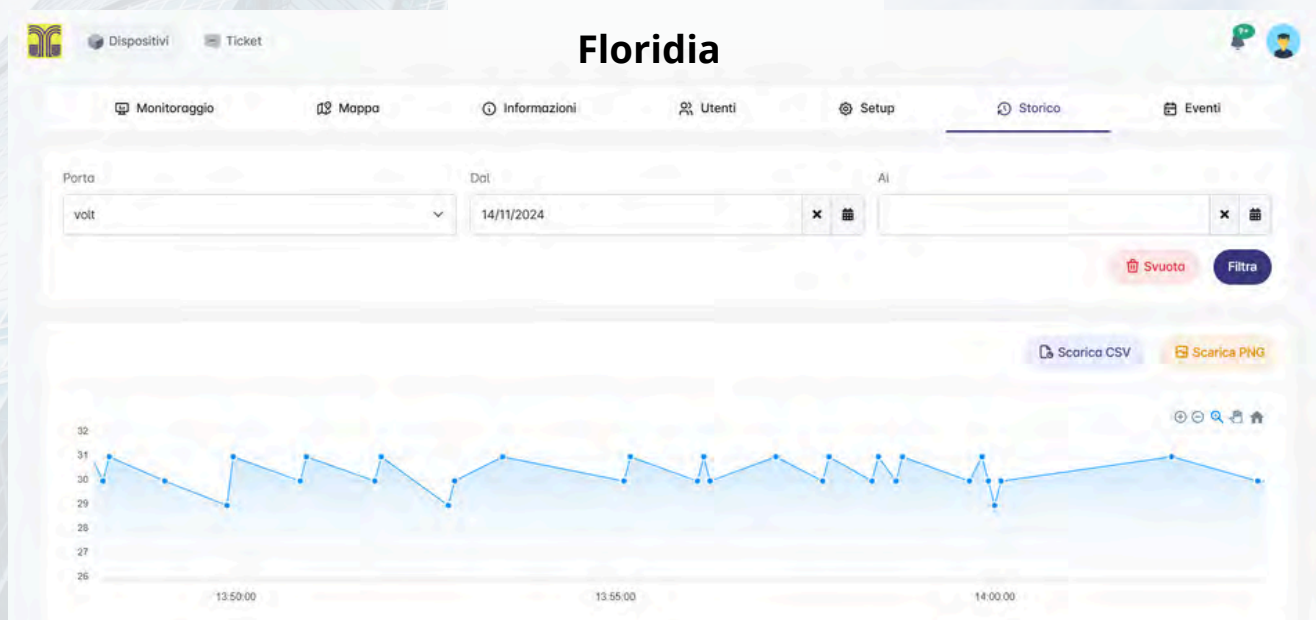 Dispositivi Ticket
Floridia
9+
Monitoraggio Mappa Informazioni Utenti Setup Storico Eventi
Porta Dal Al
volt 14/11/2024
Svuota Filtra
Scarica CSV Scarica PNG
32
31
30
29
28
27
26
13:50:00 13:55:00 14:00:00